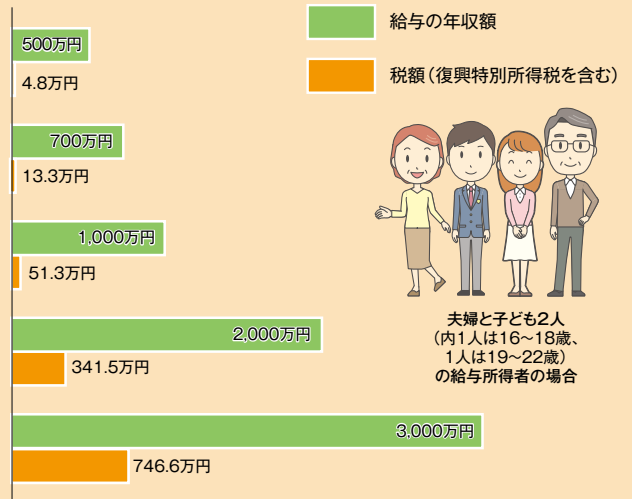 給与の年収額
税額（復興特別所得税を含む）
500万円
4.8万円
700万円
13.3万円
1,000万円
51.3万円
2,000万円
341.5万円
3,000万円
746.6万円
夫婦と子ども2人
（内1人は16～18歳、
1人は19～22歳）
の給与所得者の場合